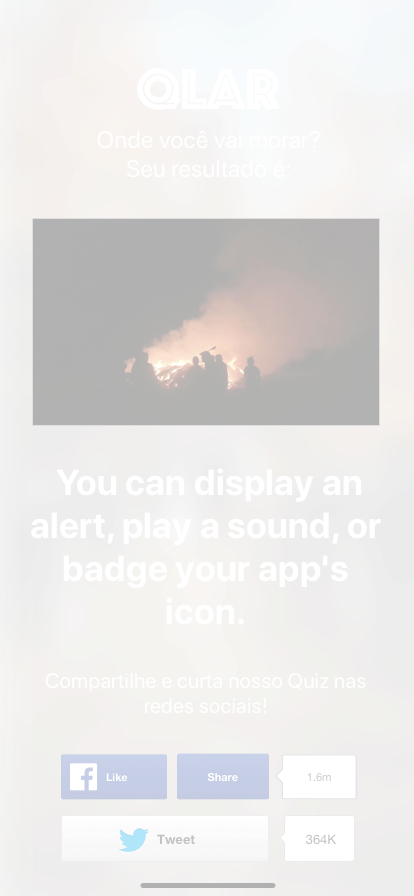 QLAR
Onde você vai morar?
Seu resultado é:
You can display an
alert, play a sound, or
badge your app's
icon.
Compartilhe e curta nosso Quiz nas
redes sociais!
Like Share 1.6m
Tweet 364K